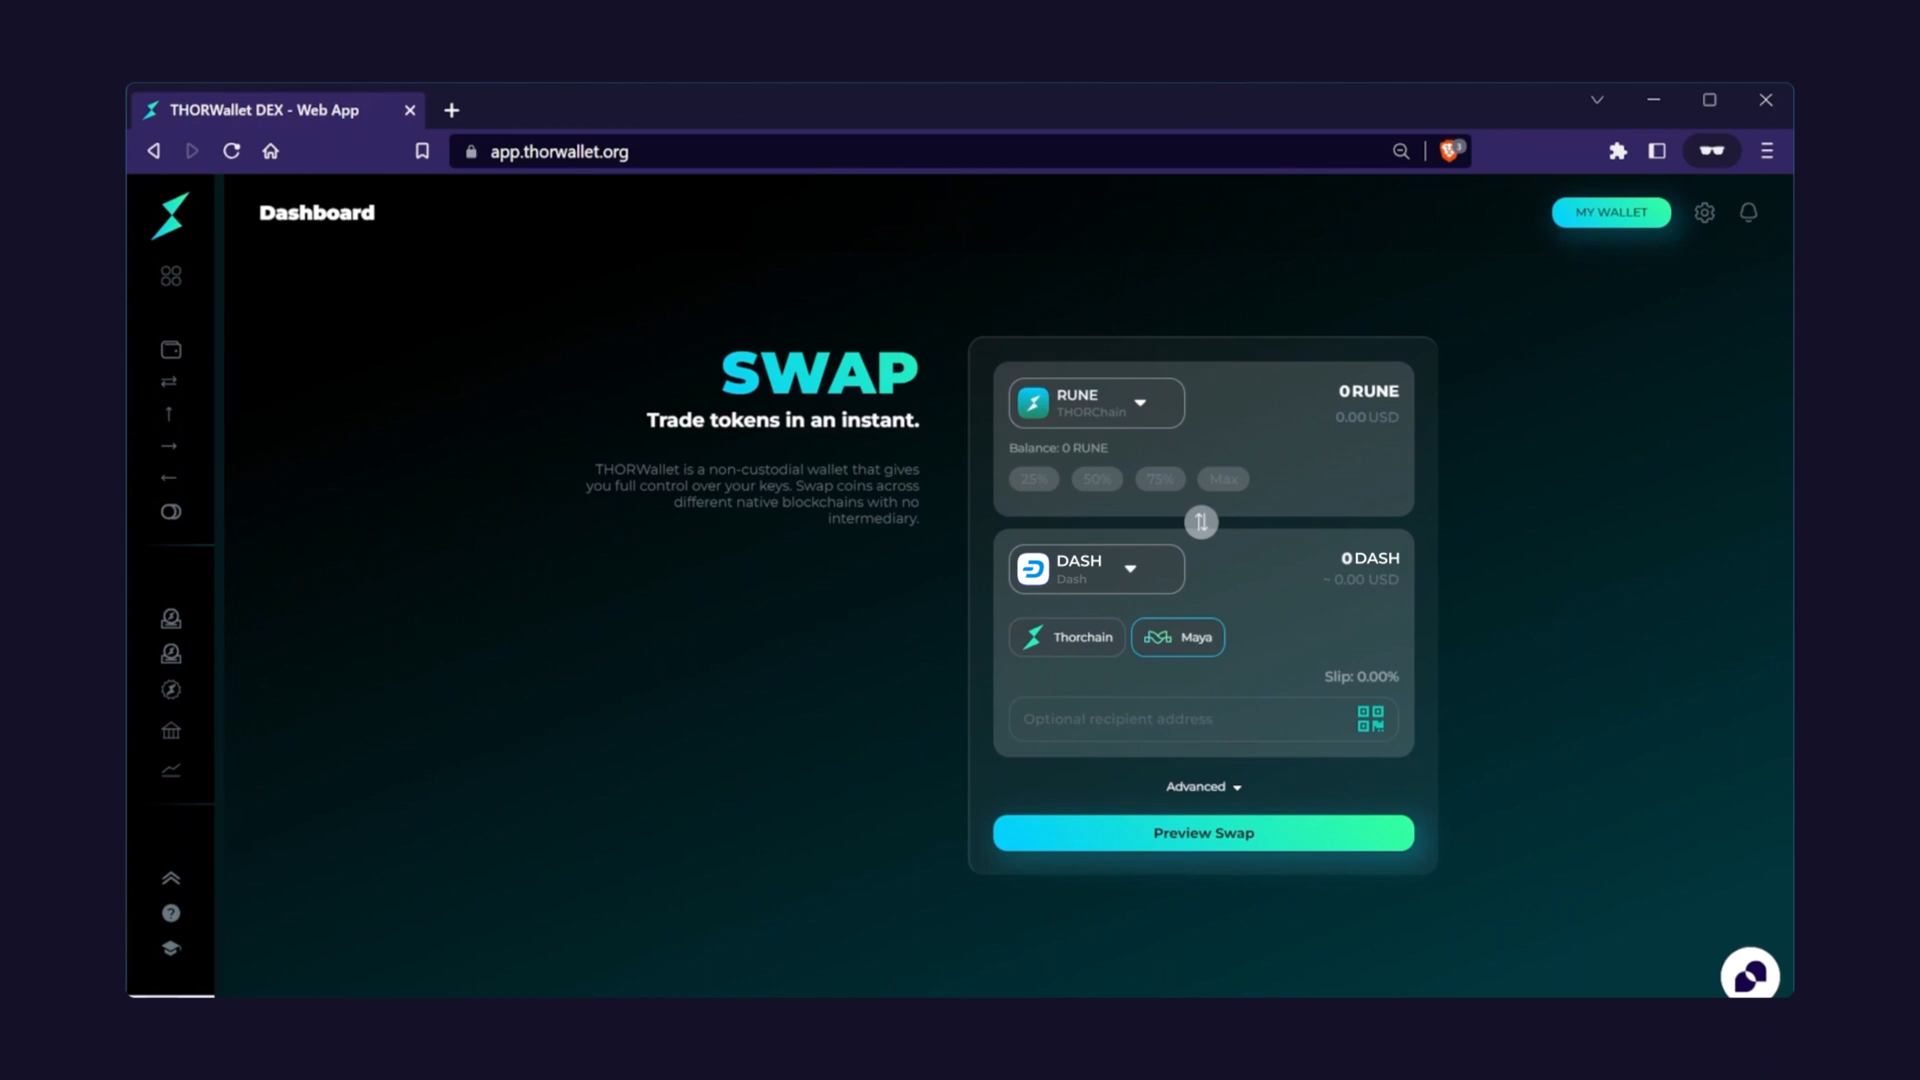 THORWallet DEX - Web App
app.thorwallet.org
3
Dashboard
MY WALLET
SWAP
Trade tokens in an instant.
THORWallet is a non-custodial wallet that gives
you full control over your keys. Swap coins across
different native blockchains with no
intermediary.
RUNE
THORChain
0 RUNE
0.00 USD
Balance: 0 RUNE
25% 50% 75% Max
DASH
Dash
0 DASH
~ 0.00 USD
Thorchain Maya
Slip: 0.00%
Optional recipient address
Advanced
Preview Swap
?